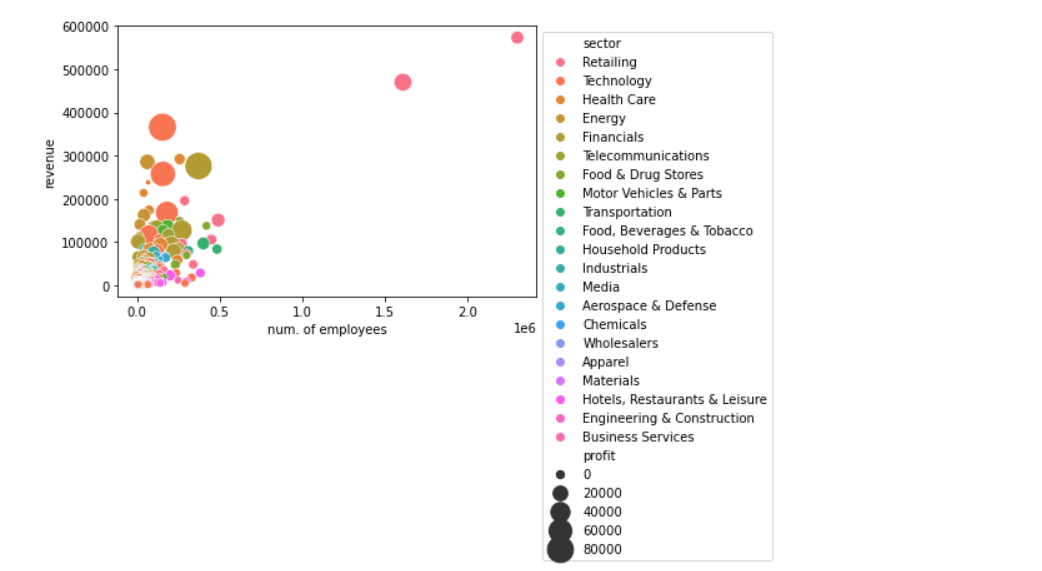 600000
500000
400000
300000
200000
100000
0
revenue
0.0 0.5 1.0 1.5 2.0
num. of employees
1e6
sector
Retailing
Technology
Health Care
Energy
Financials
Telecommunications
Food & Drug Stores
Motor Vehicles & Parts
Transportation
Food, Beverages & Tobacco
Household Products
Industrials
Media
Aerospace & Defense
Chemicals
Wholesalers
Apparel
Materials
Hotels, Restaurants & Leisure
Engineering & Construction
Business Services
profit
0
20000
40000
60000
80000